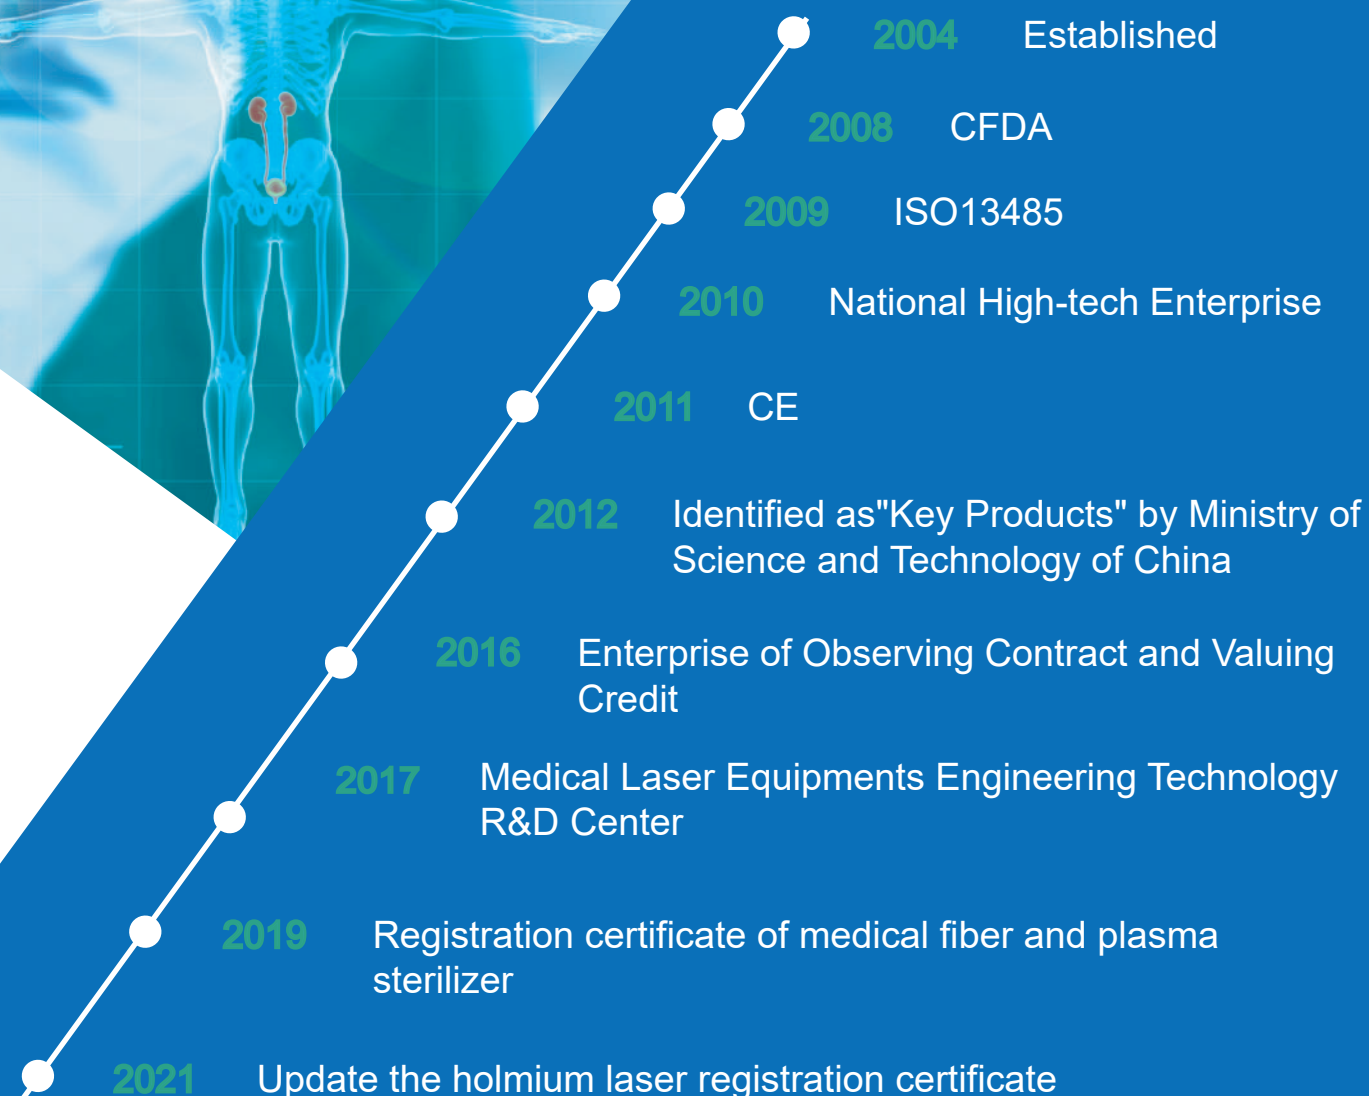 2004 Established
2008 CFDA
2009 ISO13485
2010 National High-tech Enterprise
2011 CE
2012 Identified as"Key Products" by Ministry of
Science and Technology of China
2016 Enterprise of Observing Contract and Valuing
Credit
2017 Medical Laser Equipments Engineering Technology
R&D Center
2019 Registration certificate of medical fiber and plasma
sterilizer
2021 Update the holmium laser registration certificate